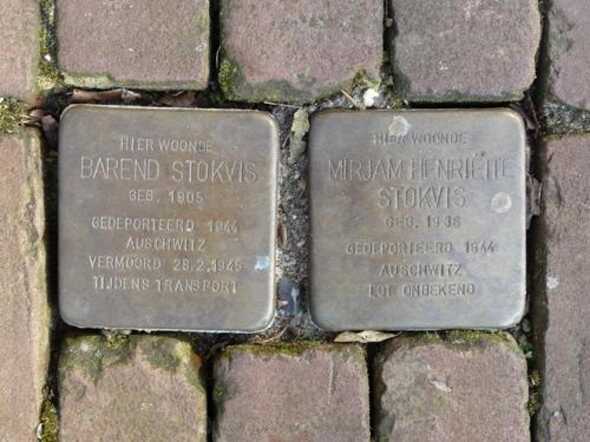 HIER WOONDE
BAREND STOKVIS
GEB. 1905
GEDEPORTEERD 1944
AUSCHWITZ
VERMOORD 28.2.1945
TIJDENS TRANSPORT
HIER WOONDE
MIRJAM HENRIËTTE
STOKVIS
GEB. 1938
GEDEPORTEERD 1944
AUSCHWITZ
LOT ONBEKEND